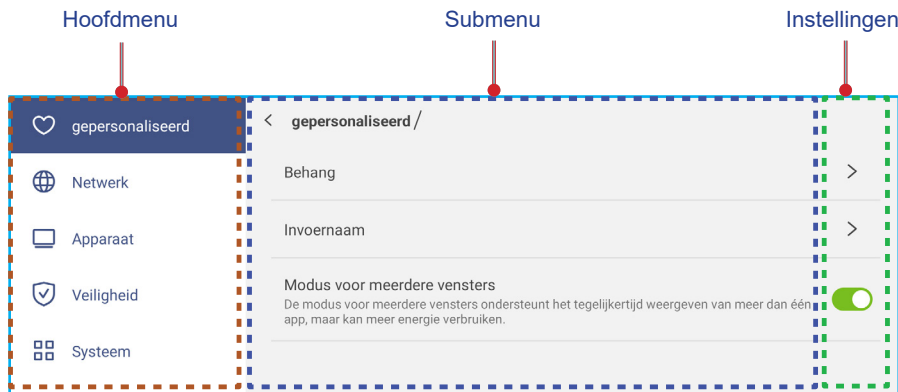 Hoofdmenu
Submenu
Instellingen
gepersonaliseerd
Netwerk
Apparaat
Veiligheid
Systeem
< gepersonaliseerd /
Behang
Invoernaam
Modus voor meerdere vensters
De modus voor meerdere vensters ondersteunt het tegelijkertijd weergeven van meer dan één
app, maar kan meer energie verbruiken.